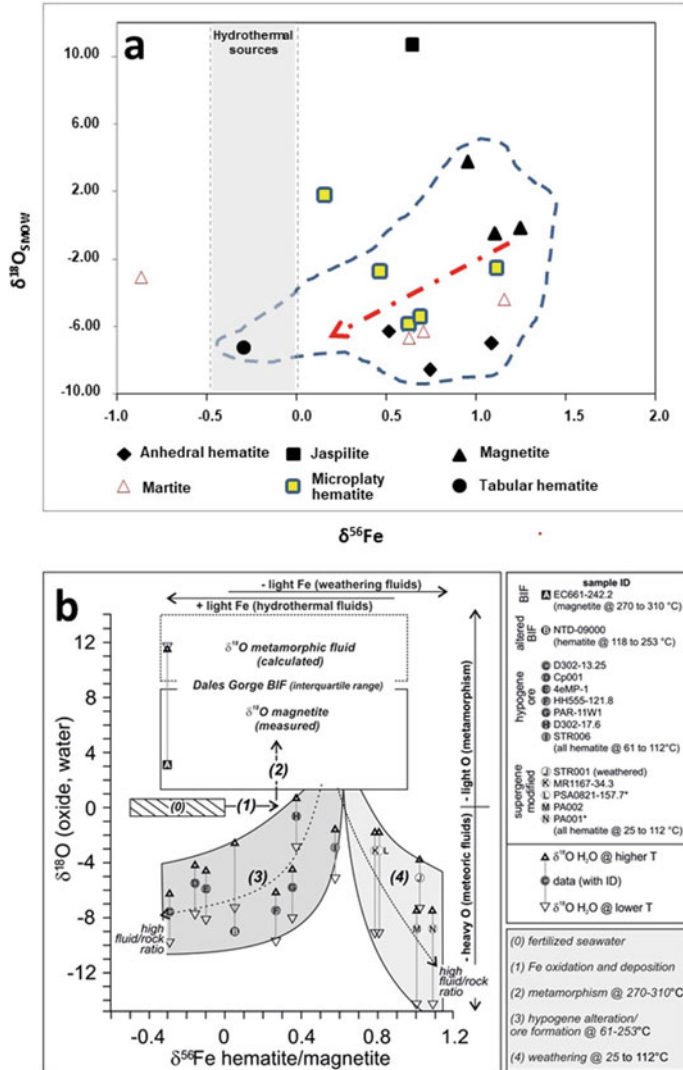 a
Hydrothermal
sources
10.00
6.00
2.00
-2.00
-6.00
-10.00
δ¹⁸O_SMOW
-1.0 -0.5 0.0 0.5 1.0 1.5 2.0
Anhedral hematite Jaspilite Magnetite
Martite Microplaty hematite Tabular hematite
δ⁵⁶Fe
b
- light Fe (weathering fluids)
+ light Fe (hydrothermal fluids)
δ¹⁸O metamorphic fluid
(calculated)
Dales Gorge BIF (interquartile range)
δ¹⁸O magnetite
(measured)
(2)
(0)
(1)
(3)
(4)
K L
M N
high
fluid/rock
ratio
high
fluid/rock
ratio
- light O (metamorphism)
- heavy O (meteoric fluids)
12
8
4
0
-4
-8
-12
δ¹⁸O (oxide, water)
-0.4 0 0.4 0.8 1.2
δ⁵⁶Fe hematite/magnetite
sample ID
BIF
A EC661-242.2
(magnetite @ 270 to 310 °C)
altered
BIF
NTD-09000
(hematite @ 118 to 253 °C)
hypogene
ore
D302-13.25
Cp001
4eMP-1
HH555-121.8
PAR-11W1
D302-17.6
STR006
(all hematite @ 61 to 112°C)
supergene
modified
J STR001 (weathered)
K MR1167-34.3
L PSA0821-157.7*
M PA002
N PA001*
(all hematite @ 25 to 112 °C)
δ¹⁸O H₂O @ higher T
data (with ID)
δ¹⁸O H₂O @ lower T
(0) fertilized seawater
(1) Fe oxidation and deposition
(2) metamorphism @ 270-310°C
(3) hypogene alteration/
ore formation @ 61-253°C
(4) weathering @ 25 to 112°C